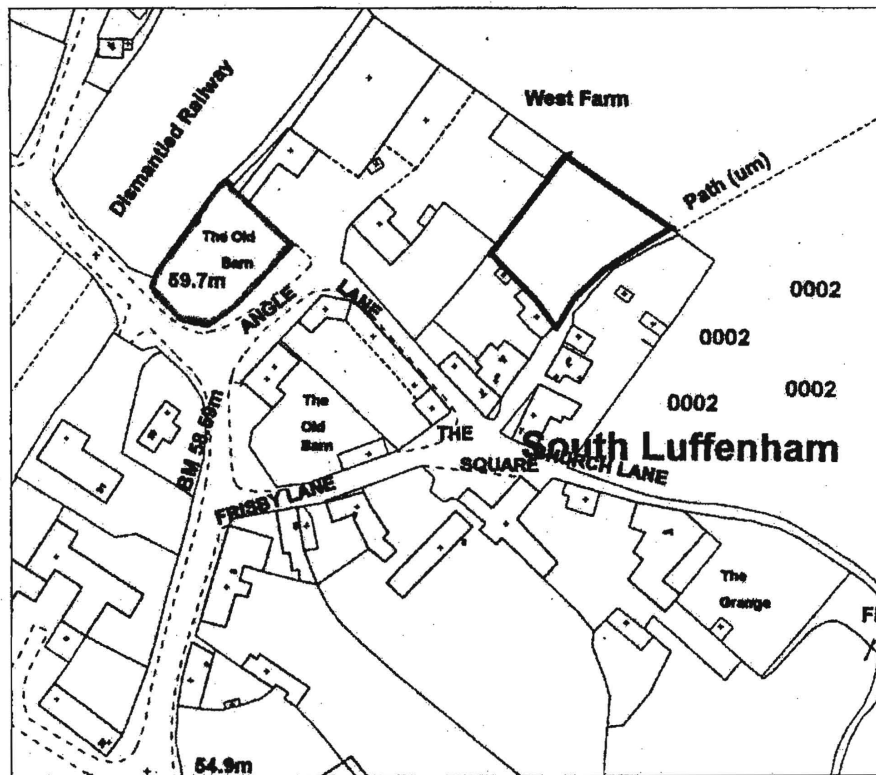 West Farm
Dismantled Railway
Path (um)
The Old
Barn
59.7m
ANGLE
LANE
0002
0002
0002
0002
The
Old
Barn
BM 58.69m
THE
SQUARE
South Luffenham
CHURCH LANE
FRISBY LANE
The
Grange
54.9m